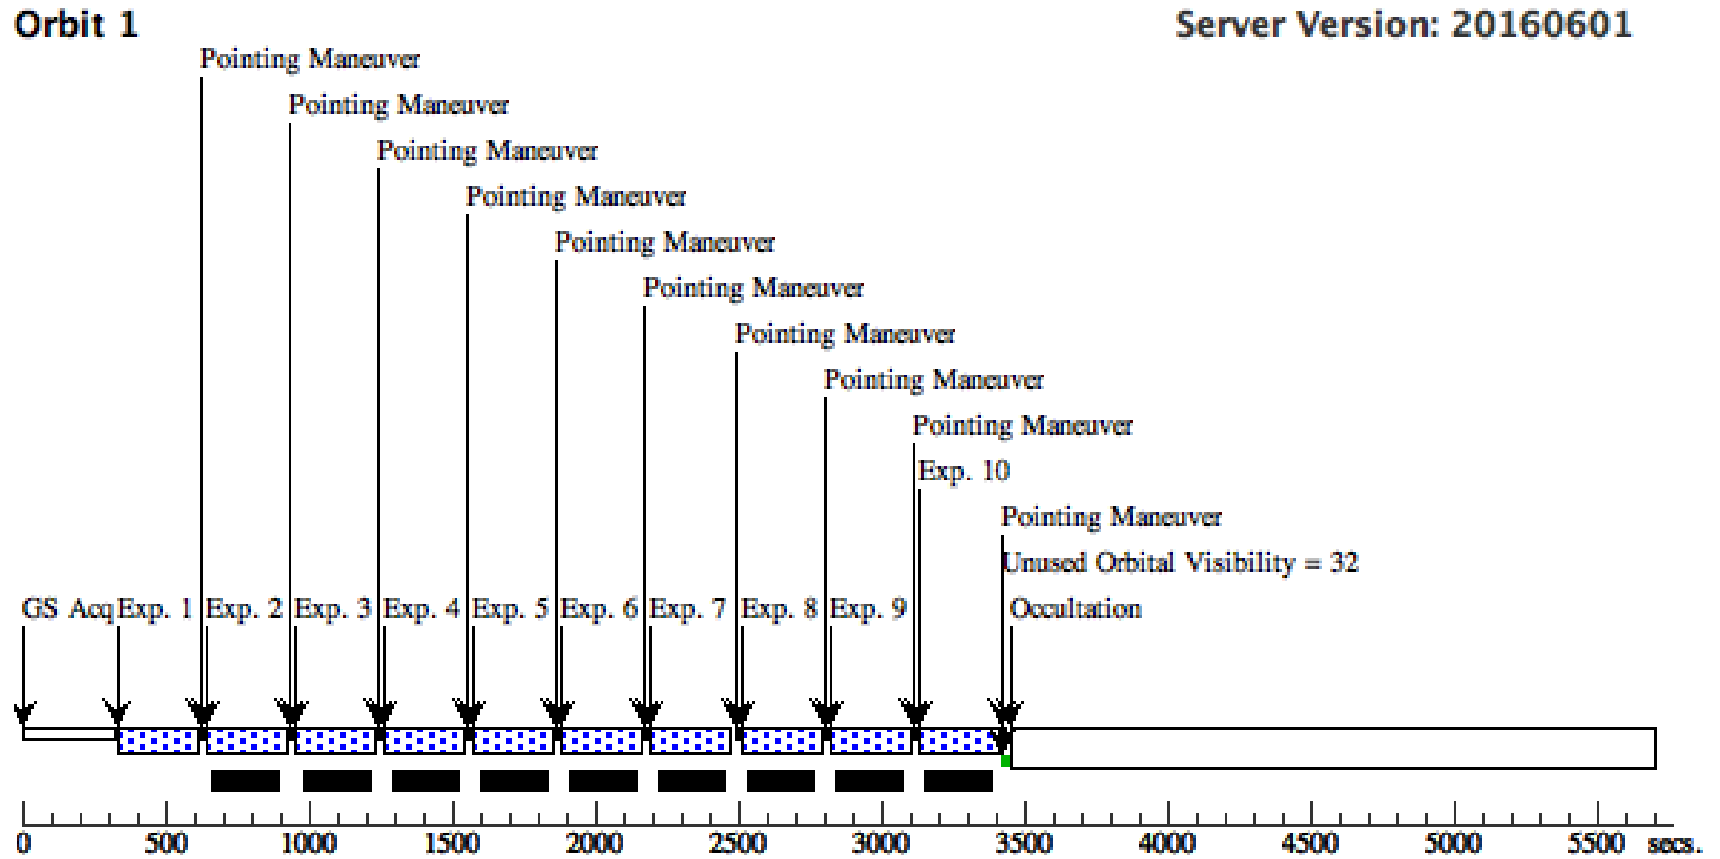 Orbit 1
Server Version: 20160601
Pointing Maneuver
Pointing Maneuver
Pointing Maneuver
Pointing Maneuver
Pointing Maneuver
Pointing Maneuver
Pointing Maneuver
Pointing Maneuver
Pointing Maneuver
Exp. 10
Pointing Maneuver
Unused Orbital Visibility = 32
GS Acq Exp. 1 Exp. 2 Exp. 3 Exp. 4 Exp. 5 Exp. 6 Exp. 7 Exp. 8 Exp. 9 Occultation
0 500 1000 1500 2000 2500 3000 3500 4000 4500 5000 5500 secs.